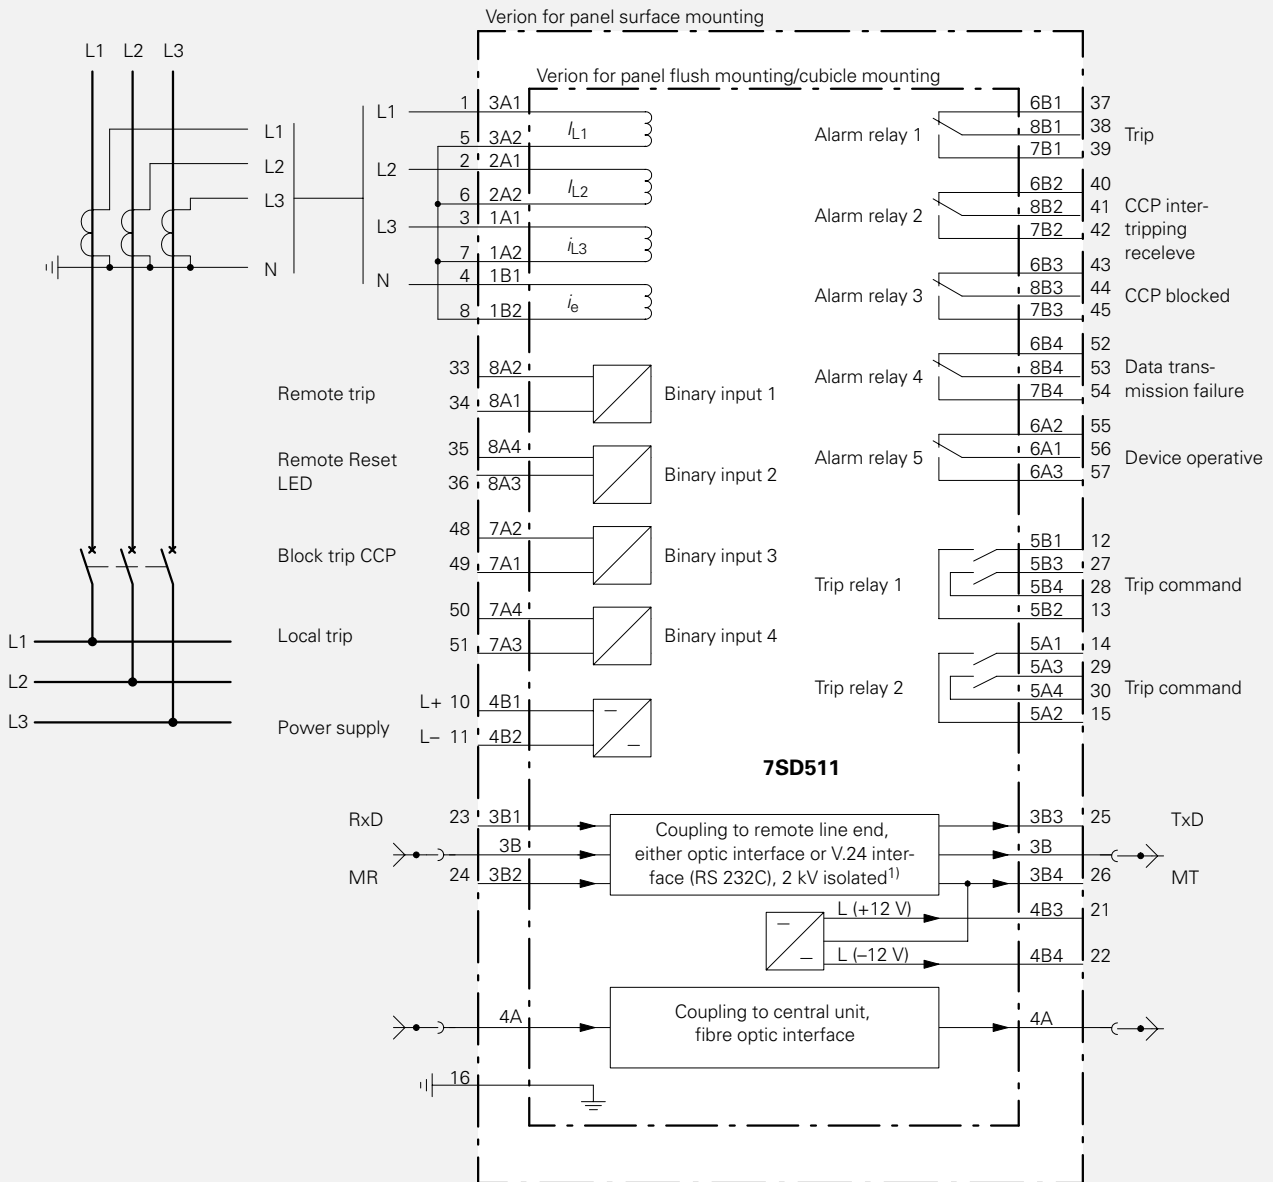 Verion for panel surface mounting
L1 L2 L3
Verion for panel flush mounting/cubicle mounting
L1
L2
L3
N
L1
L2
L3
N
1 3A1
5 3A2
2 2A1
6 2A2
3 1A1
7 1A2
4 1B1
8 1B2
IL1
IL2
iL3
ie
Alarm relay 1
6B1 37
8B1 38
7B1 39
Trip
Alarm relay 2
6B2 40
8B2 41
7B2 42
CCP inter-
tripping
receleve
Alarm relay 3
6B3 43
8B3 44
7B3 45
CCP blocked
Alarm relay 4
6B4 52
8B4 53
7B4 54
Data trans-
mission failure
Alarm relay 5
6A2 55
6A1 56
6A3 57
Device operative
Remote trip
33 8A2
34 8A1
Binary input 1
Remote Reset
LED
35 8A4
36 8A3
Binary input 2
Block trip CCP
48 7A2
49 7A1
Binary input 3
Local trip
50 7A4
51 7A3
Binary input 4
Trip relay 1
5B1 12
5B3 27
5B4 28
5B2 13
Trip command
Trip relay 2
5A1 14
5A3 29
5A4 30
5A2 15
Trip command
L1
L2
L3
Power supply
L+ 10 4B1
L– 11 4B2
7SD511
RxD
23 3B1
3B
MR
24 3B2
Coupling to remote line end,
either optic interface or V.24 inter-
face (RS 232C), 2 kV isolated1)
3B3 25
TxD
3B
3B4 26
MT
L (+12 V)
4B3 21
L (–12 V)
4B4 22
4A
Coupling to central unit,
fibre optic interface
4A
16